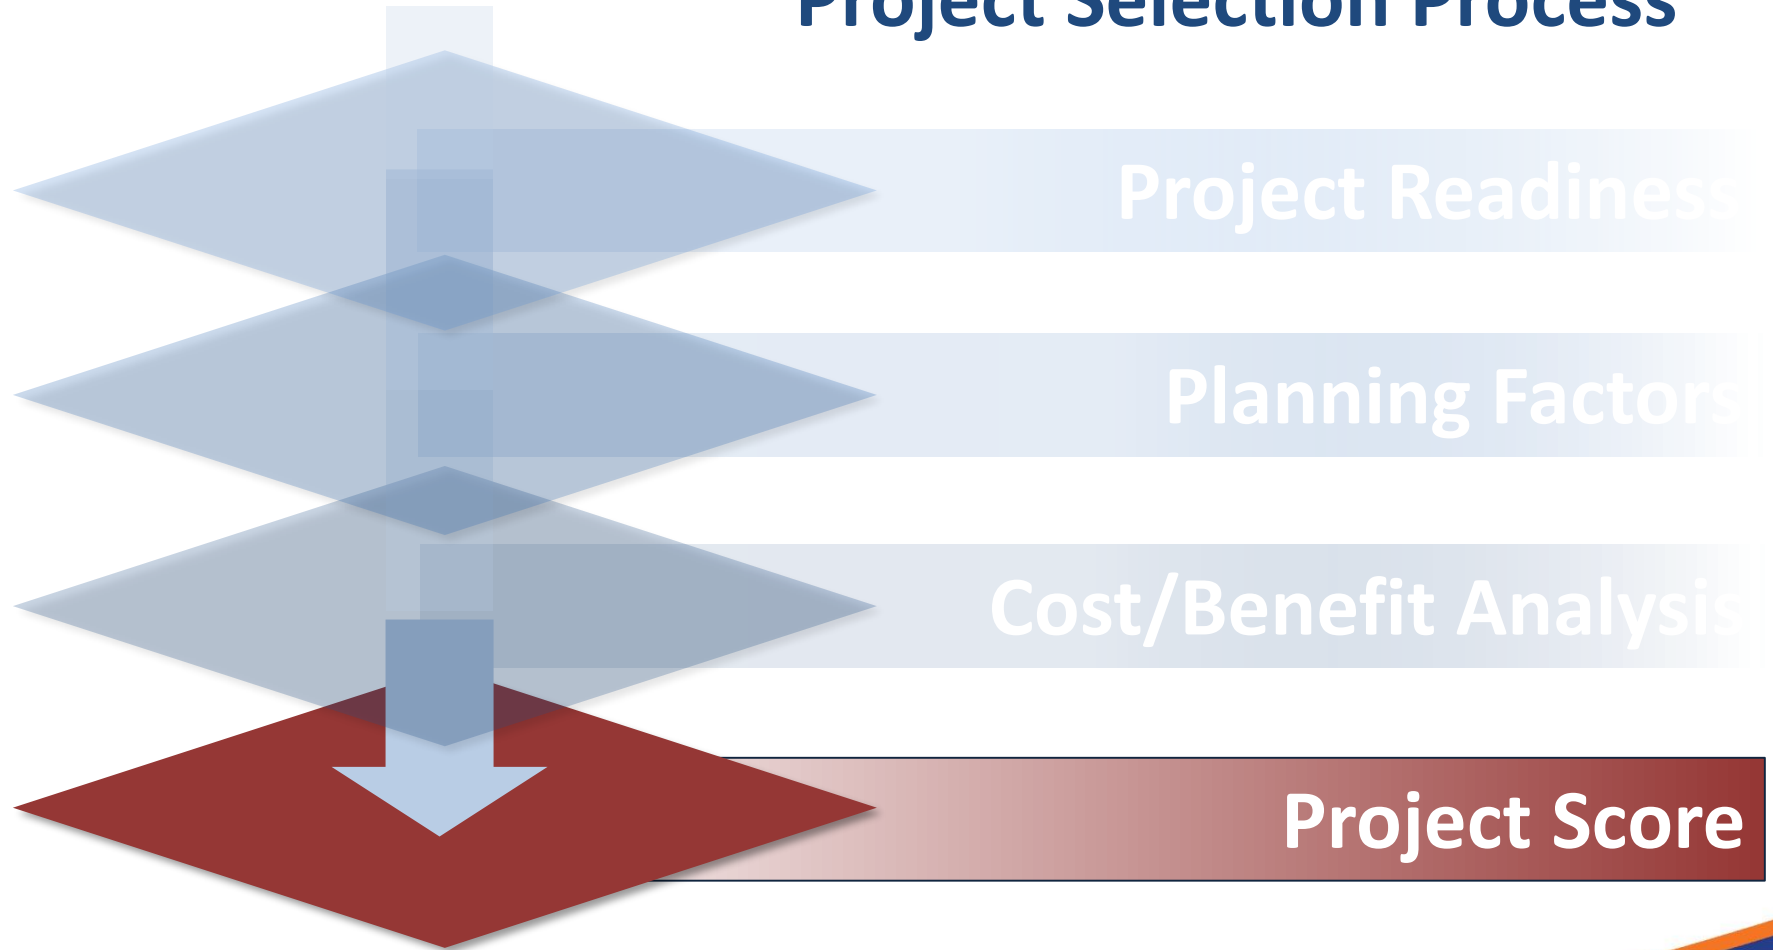 Project Selection Process
Project Readiness
Planning Factors
Cost/Benefit Analysis
Project Score